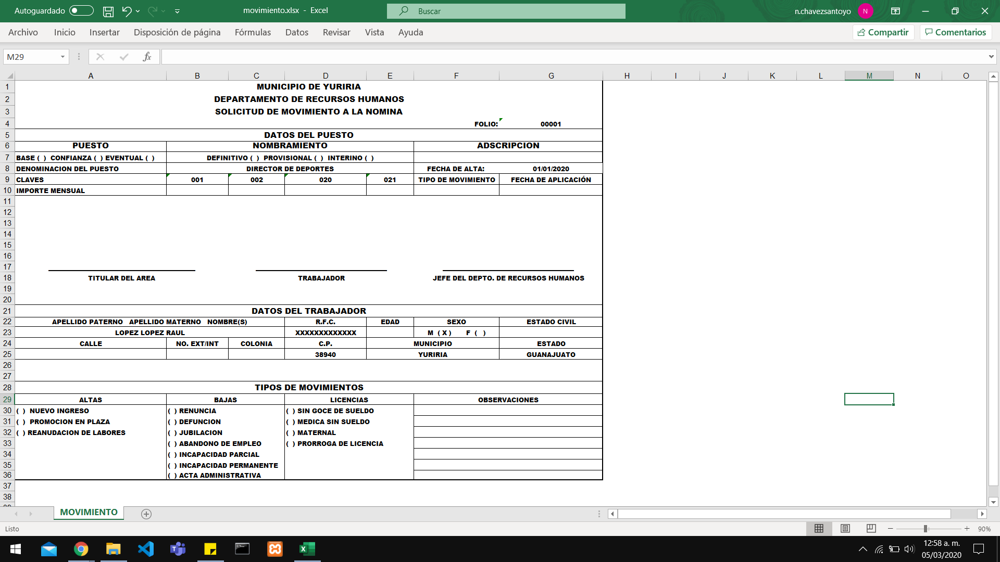 Autoguardado movimiento.xlsx - Excel Buscar n.chavezsantoyo N
Archivo Inicio Insertar Disposición de página Fórmulas Datos Revisar Vista Ayuda Compartir Comentarios
M29 fx
A B C D E F G H I J K L M N O
1 MUNICIPIO DE YURIRIA
2 DEPARTAMENTO DE RECURSOS HUMANOS
3 SOLICITUD DE MOVIMIENTO A LA NOMINA
4 FOLIO: 00001
5 DATOS DEL PUESTO
6 PUESTO NOMBRAMIENTO ADSCRIPCION
7 BASE ( ) CONFIANZA ( ) EVENTUAL ( ) DEFINITIVO ( ) PROVISIONAL ( ) INTERINO ( )
8 DENOMINACION DEL PUESTO DIRECTOR DE DEPORTES FECHA DE ALTA: 01/01/2020
9 CLAVES 001 002 020 021 TIPO DE MOVIMIENTO FECHA DE APLICACIÓN
10 IMPORTE MENSUAL
11
12
13
14
15
16
17
18 TITULAR DEL AREA TRABAJADOR JEFE DEL DEPTO. DE RECURSOS HUMANOS
19
20
21 DATOS DEL TRABAJADOR
22 APELLIDO PATERNO APELLIDO MATERNO NOMBRE(S) R.F.C. EDAD SEXO ESTADO CIVIL
23 LOPEZ LOPEZ RAUL XXXXXXXXXXXXX M ( X ) F ( )
24 CALLE NO. EXT/INT COLONIA C.P. MUNICIPIO ESTADO
25 38940 YURIRIA GUANAJUATO
26
27
28 TIPOS DE MOVIMIENTOS
29 ALTAS BAJAS LICENCIAS OBSERVACIONES
30 ( ) NUEVO INGRESO ( ) RENUNCIA ( ) SIN GOCE DE SUELDO
31 ( ) PROMOCION EN PLAZA ( ) DEFUNCION ( ) MEDICA SIN SUELDO
32 ( ) REANUDACION DE LABORES ( ) JUBILACION ( ) MATERNAL
33 ( ) ABANDONO DE EMPLEO ( ) PRORROGA DE LICENCIA
34 ( ) INCAPACIDAD PARCIAL
35 ( ) INCAPACIDAD PERMANENTE
36 ( ) ACTA ADMINISTRATIVA
37
38
MOVIMIENTO
Listo 90%
12:58 a. m.
05/03/2020